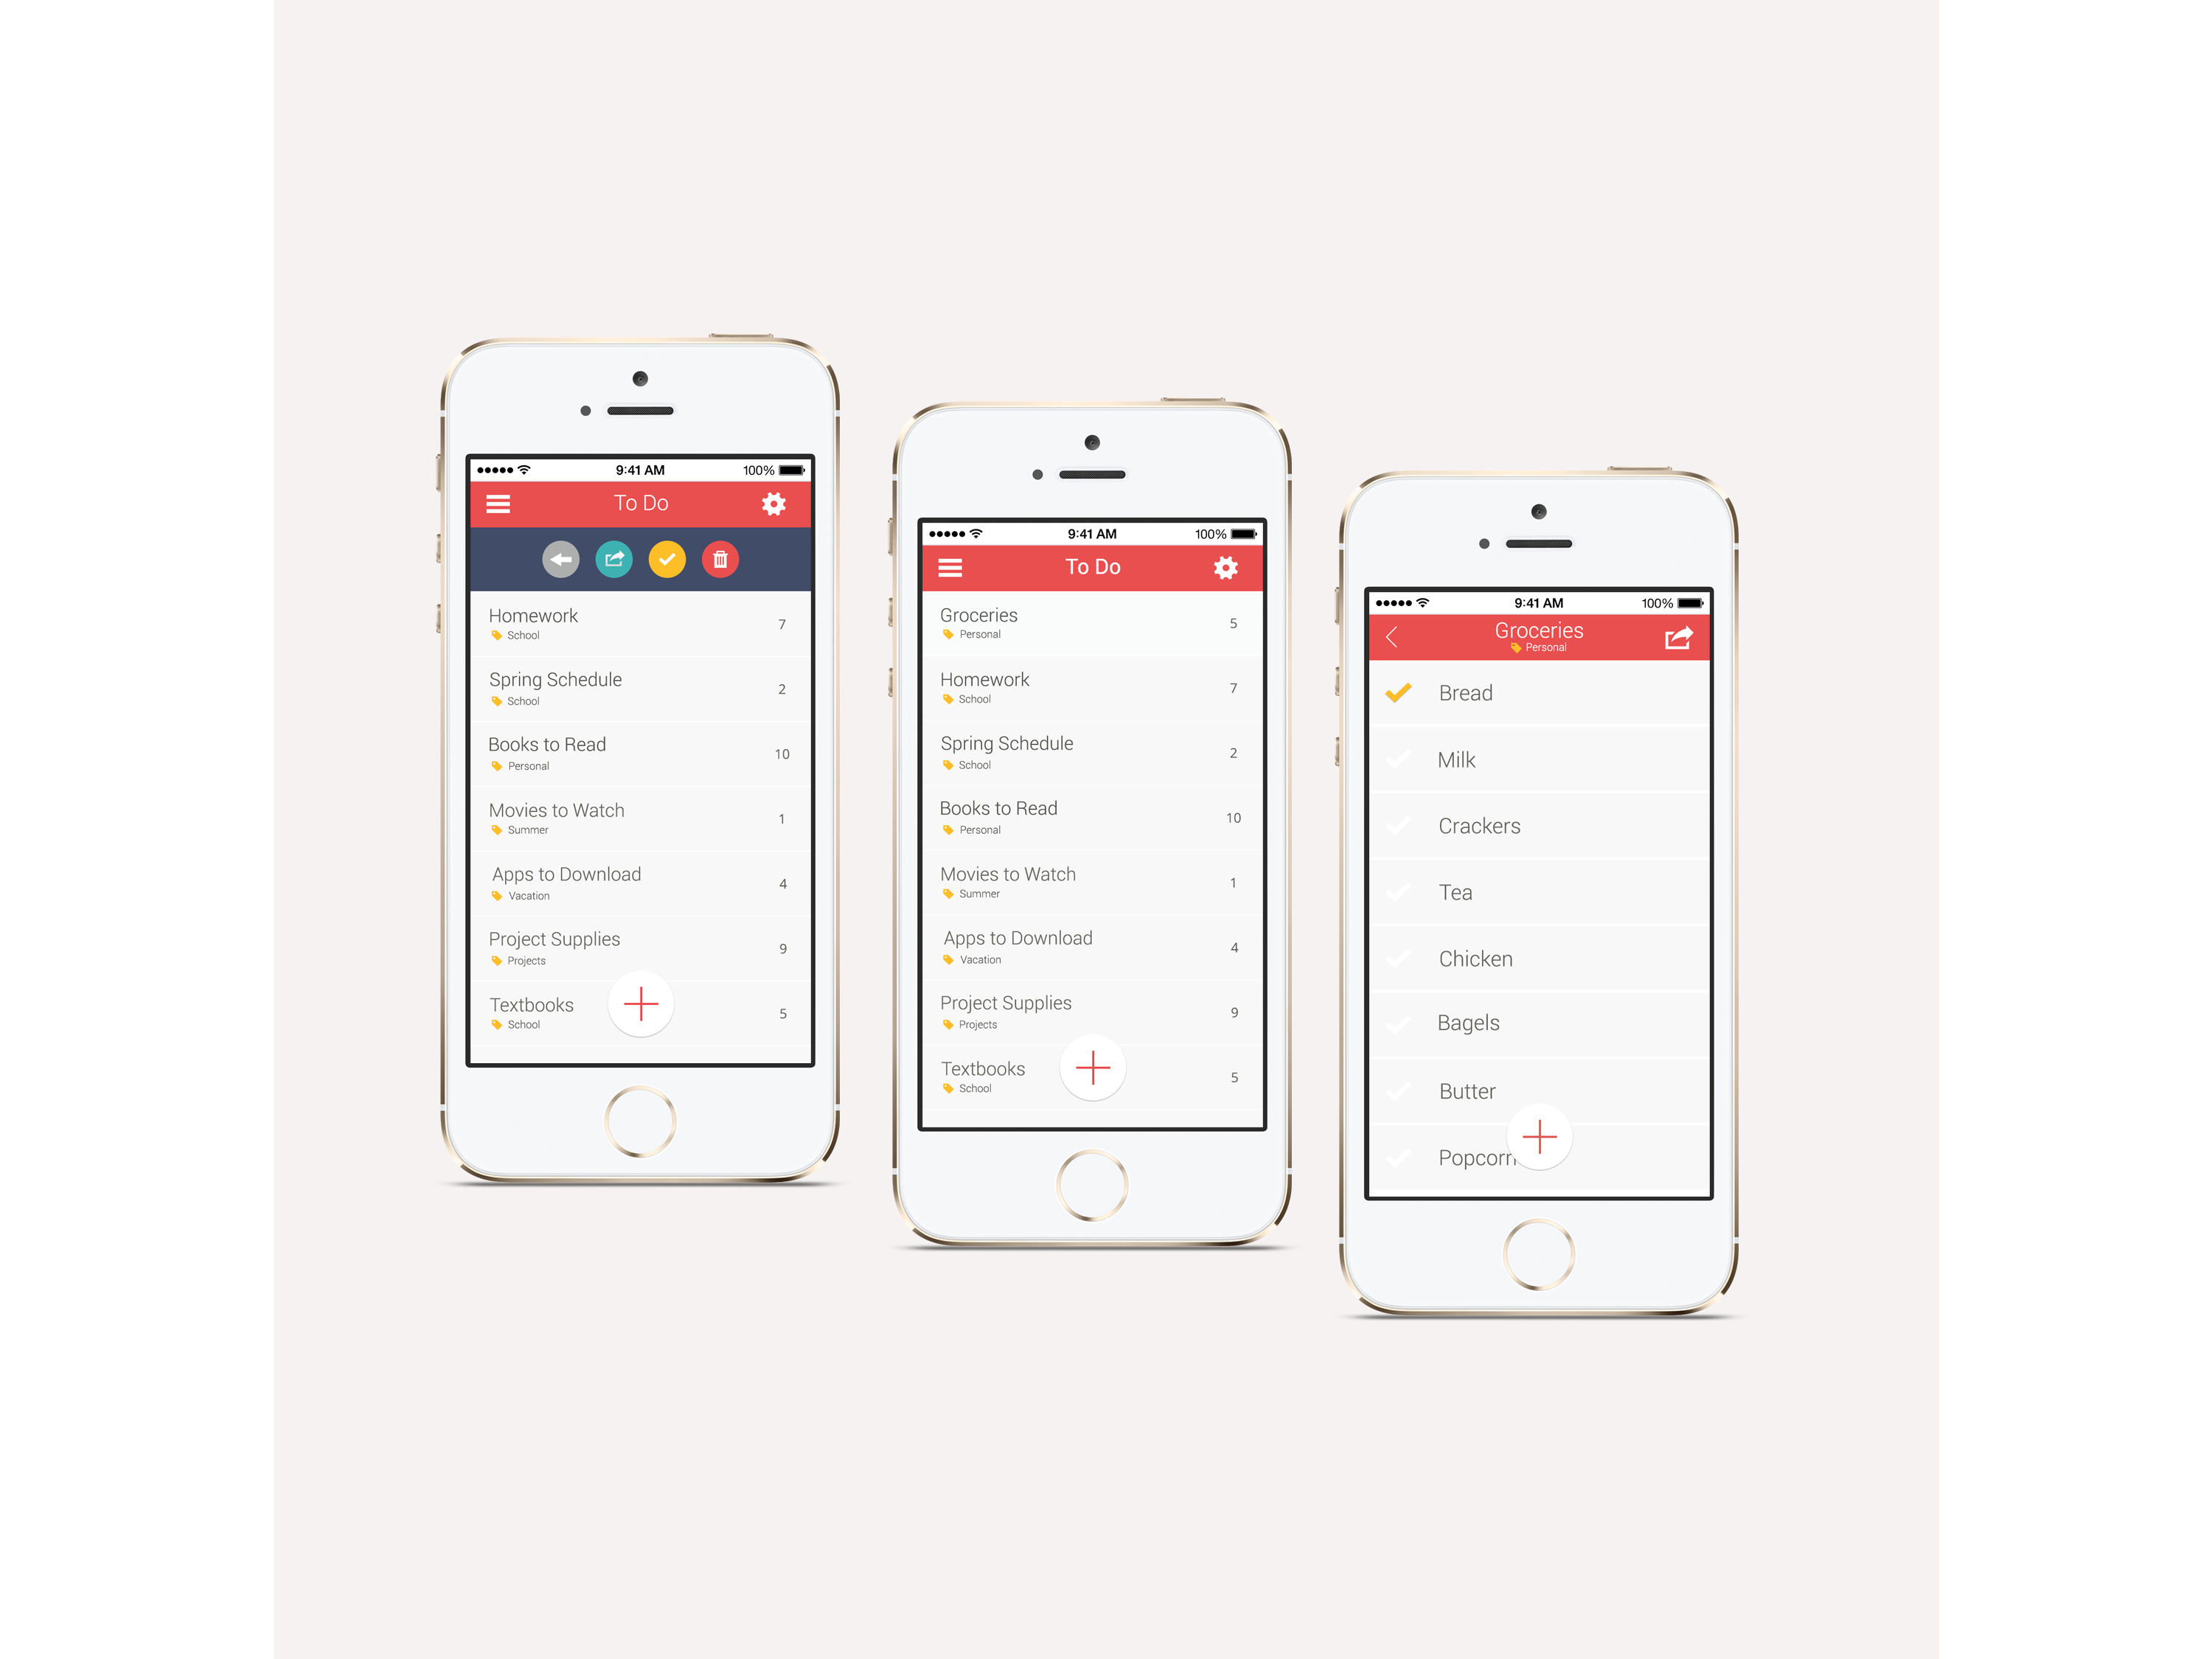 9:41 AM 100%
To Do
Homework 7
School
Spring Schedule 2
School
Books to Read 10
Personal
Movies to Watch 1
Summer
Apps to Download 4
Vacation
Project Supplies 9
Projects
Textbooks 5
School
9:41 AM 100%
To Do
Groceries 5
Personal
Homework 7
School
Spring Schedule 2
School
Books to Read 10
Personal
Movies to Watch 1
Summer
Apps to Download 4
Vacation
Project Supplies 9
Projects
Textbooks 5
School
9:41 AM 100%
Groceries
Personal
Bread
Milk
Crackers
Tea
Chicken
Bagels
Butter
Popcorn